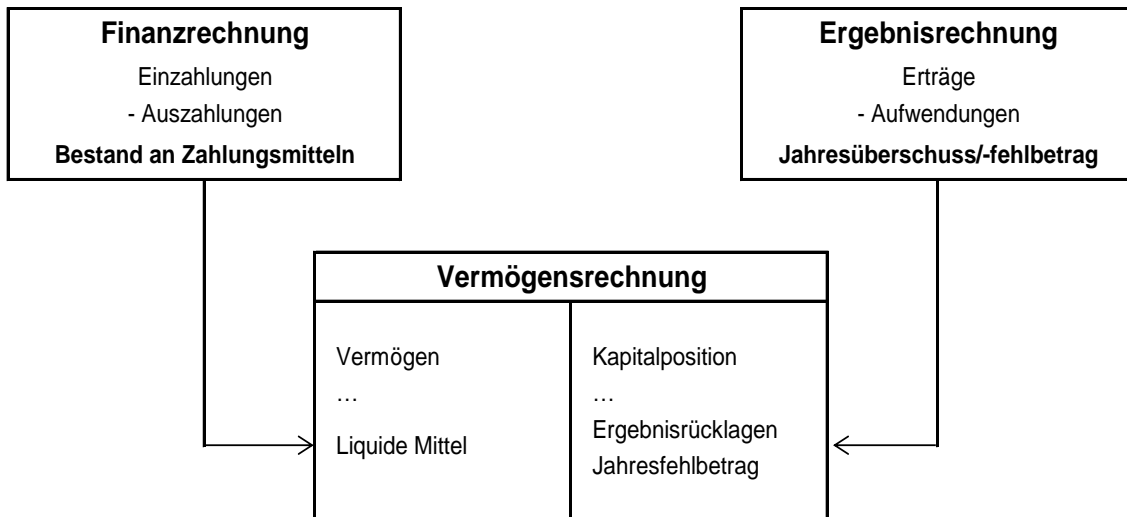 Finanzrechnung
Einzahlungen
- Auszahlungen
Bestand an Zahlungsmitteln
Ergebnisrechnung
Erträge
- Aufwendungen
Jahresüberschuss/-fehlbetrag
Vermögensrechnung
Vermögen
…
Liquide Mittel
Kapitalposition
…
Ergebnisrücklagen
Jahresfehlbetrag